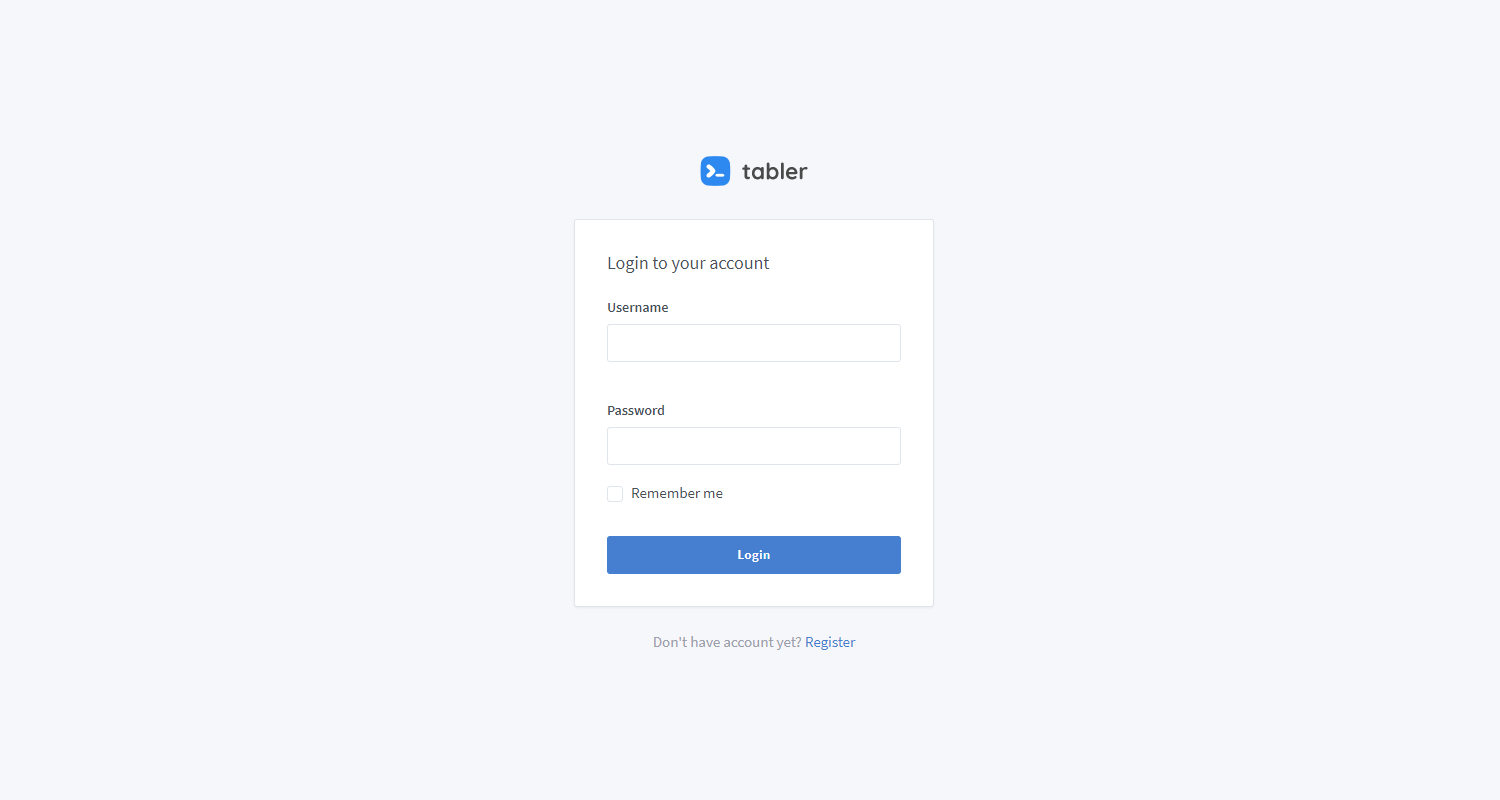 tabler
Login to your account
Username
Password
Remember me
Login
Don't have account yet? Register